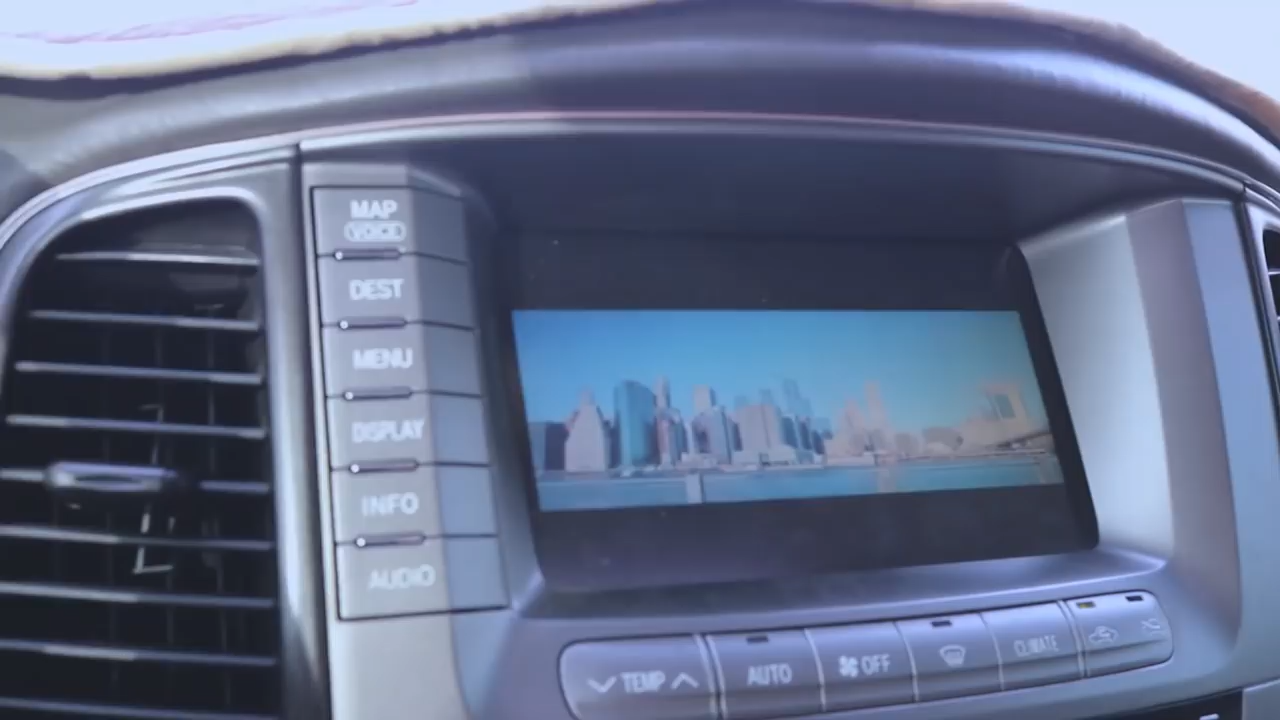 MAP
VOICE
DEST
MENU
DISPLAY
INFO
AUDIO
TEMP
AUTO
OFF
CLIMATE